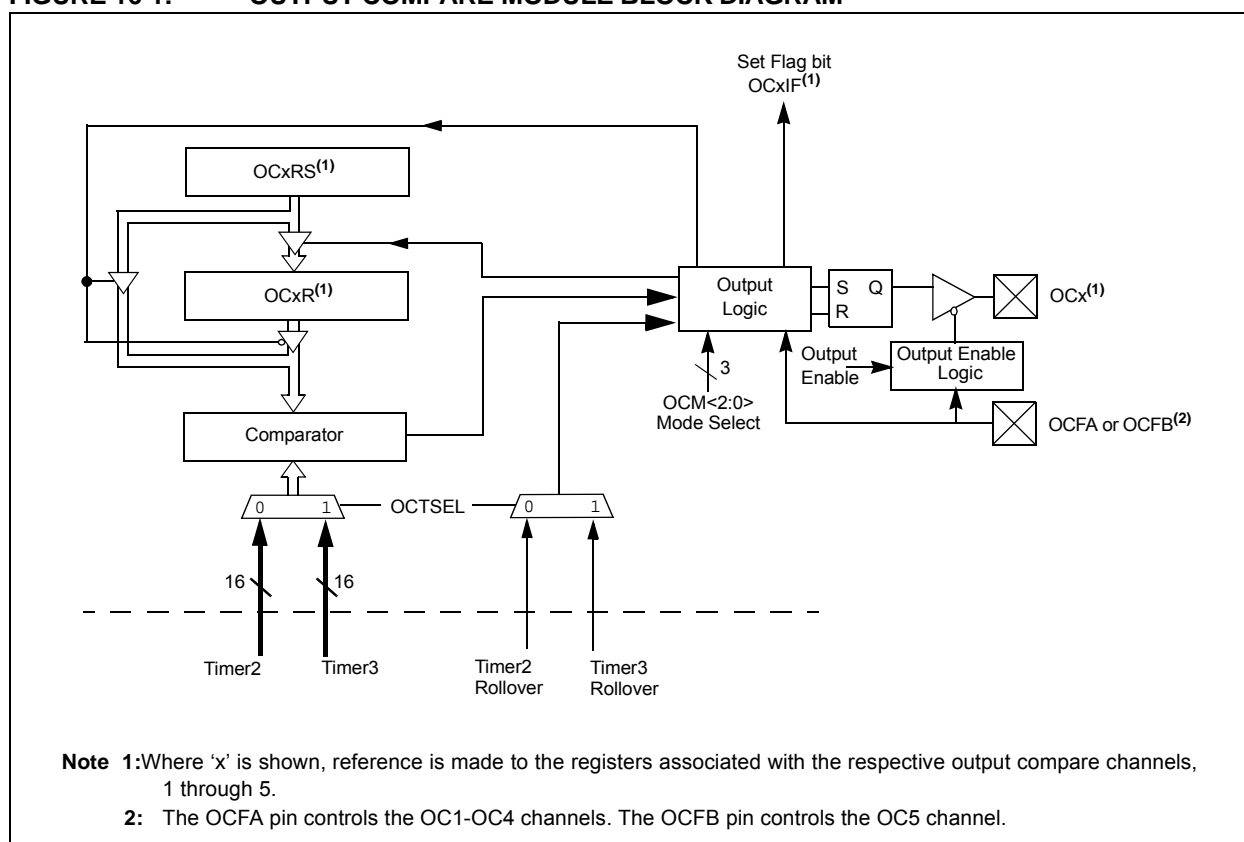 Set Flag bit
OCxIF(1)
OCxRS(1)
OCxR(1)
Output
Logic
S Q
R
OCx(1)
3
OCM<2:0>
Mode Select
Output
Enable
Output Enable
Logic
Comparator
OCFA or OCFB(2)
0 1
OCTSEL
0 1
16
16
Timer2
Timer3
Timer2
Rollover
Timer3
Rollover
Note 1:Where 'x' is shown, reference is made to the registers associated with the respective output compare channels,
1 through 5.
2: The OCFA pin controls the OC1-OC4 channels. The OCFB pin controls the OC5 channel.